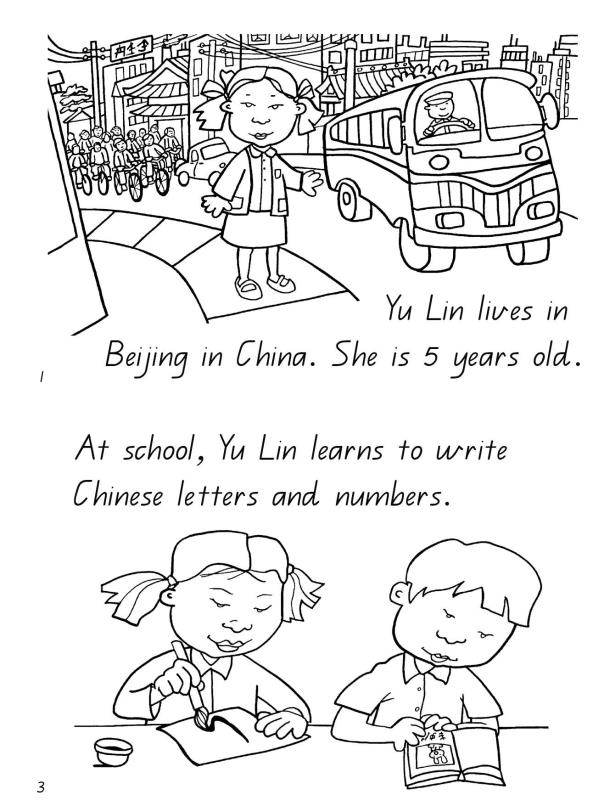 Yu Lin lives in
Beijing in China. She is 5 years old.
1
At school, Yu Lin learns to write
Chinese letters and numbers.
3